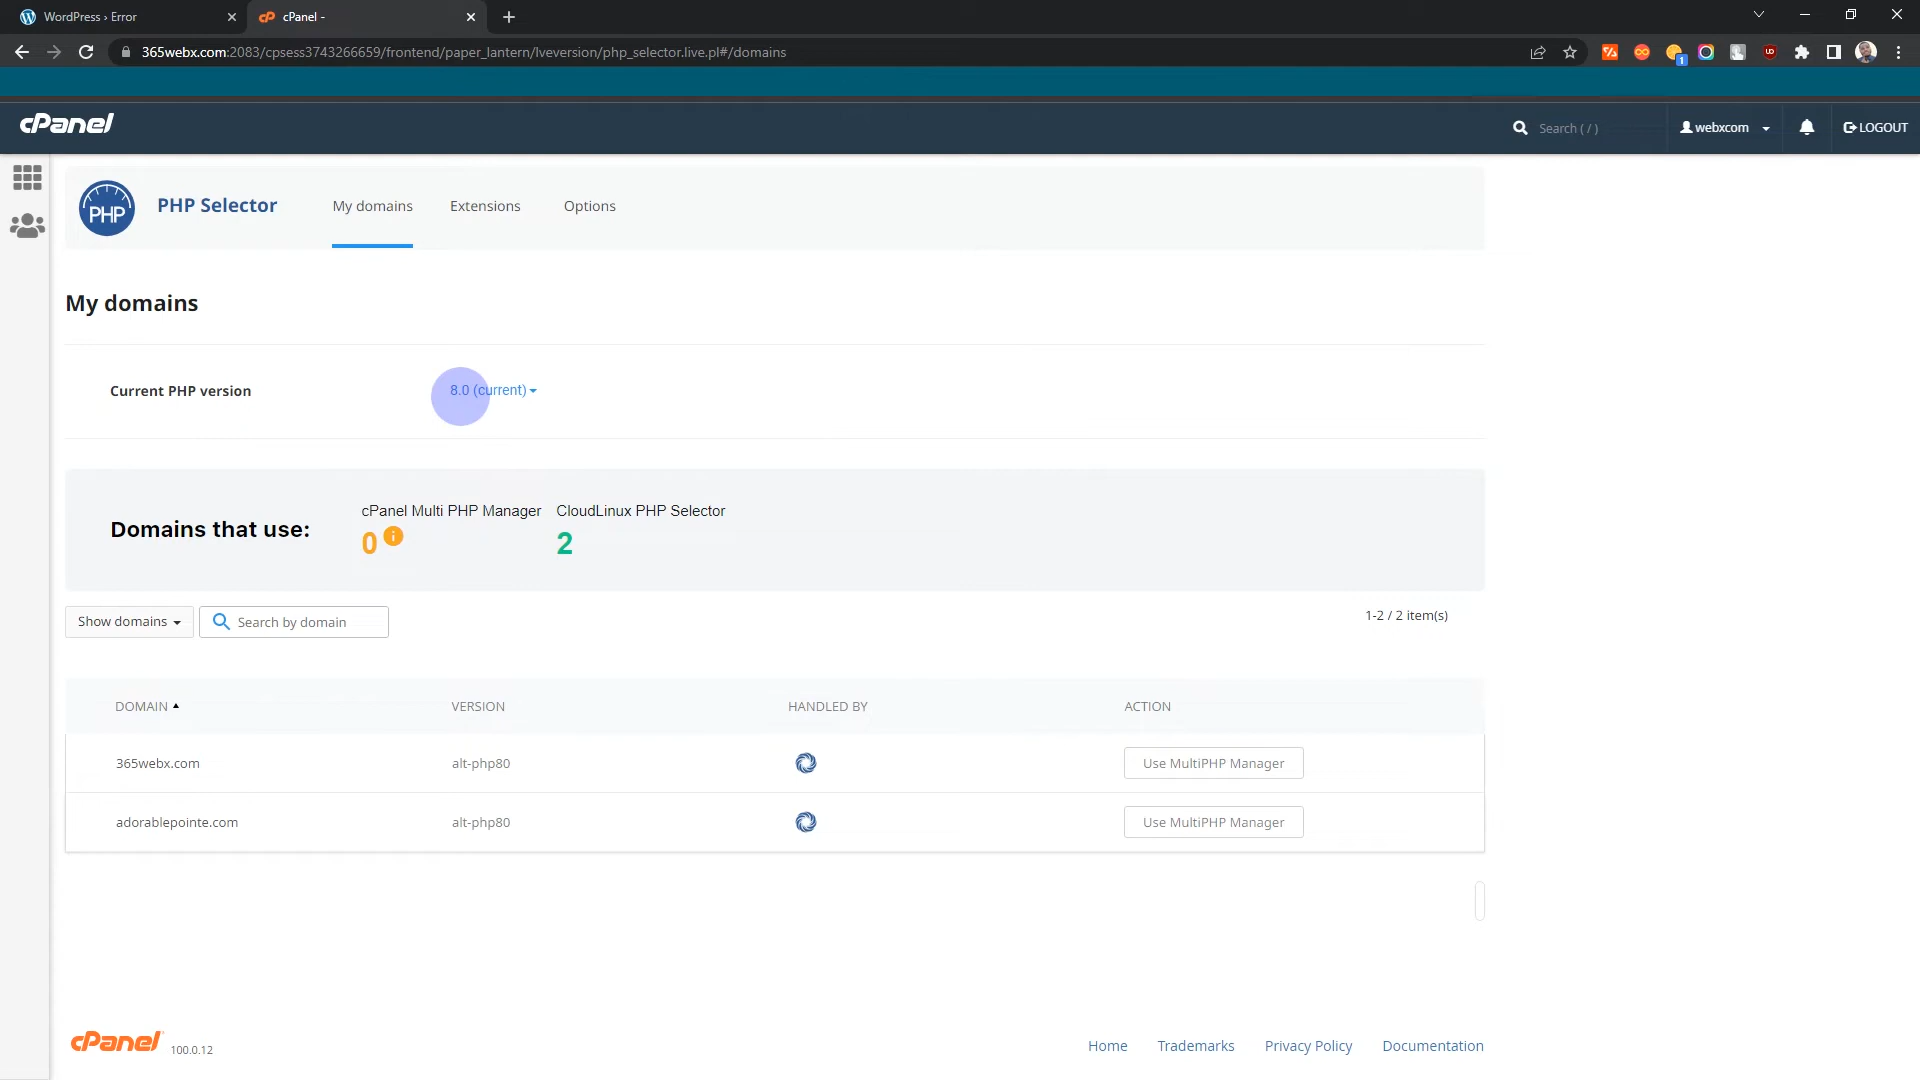 WordPress › Error
cPanel -
365webx.com:2083/cpsess3743266659/frontend/paper_lantern/lveversion/php_selector.live.pl#/domains
1
UD
cPanel
Search ( / )
webxcom
LOGOUT
PHP
PHP Selector
My domains
Extensions
Options
My domains
Current PHP version
8.0 (current)
Domains that use:
cPanel Multi PHP Manager
0
i
CloudLinux PHP Selector
2
Show domains
Search by domain
1-2 / 2 item(s)
DOMAIN
VERSION
HANDLED BY
ACTION
365webx.com
alt-php80
Use MultiPHP Manager
adorablepointe.com
alt-php80
Use MultiPHP Manager
cPanel
100.0.12
Home
Trademarks
Privacy Policy
Documentation